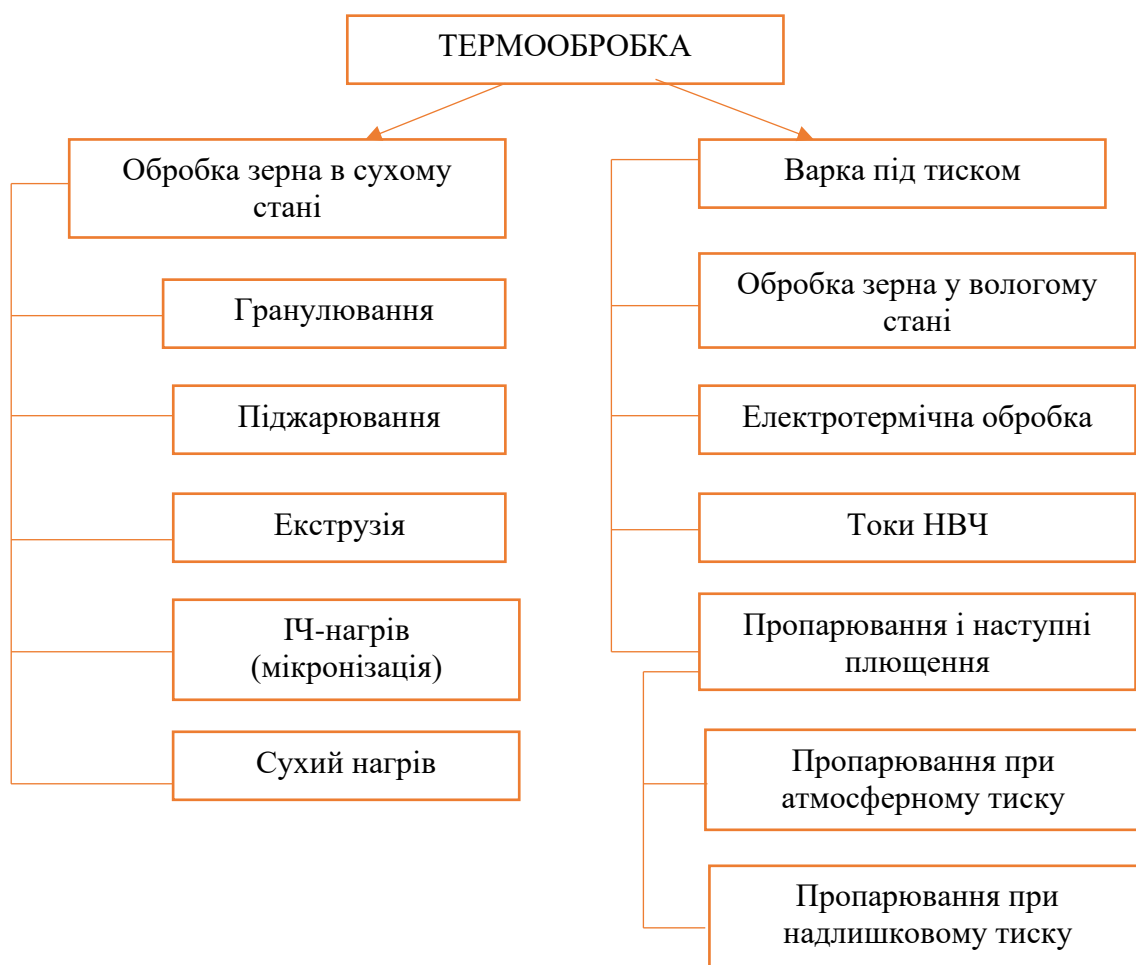 ТЕРМООБРОБКА
Обробка зерна в сухому
стані
Гранулювання
Піджарювання
Екструзія
ІЧ-нагрів
(мікронізація)
Сухий нагрів
Варка під тиском
Обробка зерна у вологому
стані
Електротермічна обробка
Токи НВЧ
Пропарювання і наступні
плющення
Пропарювання при
атмосферному тиску
Пропарювання при
надлишковому тиску